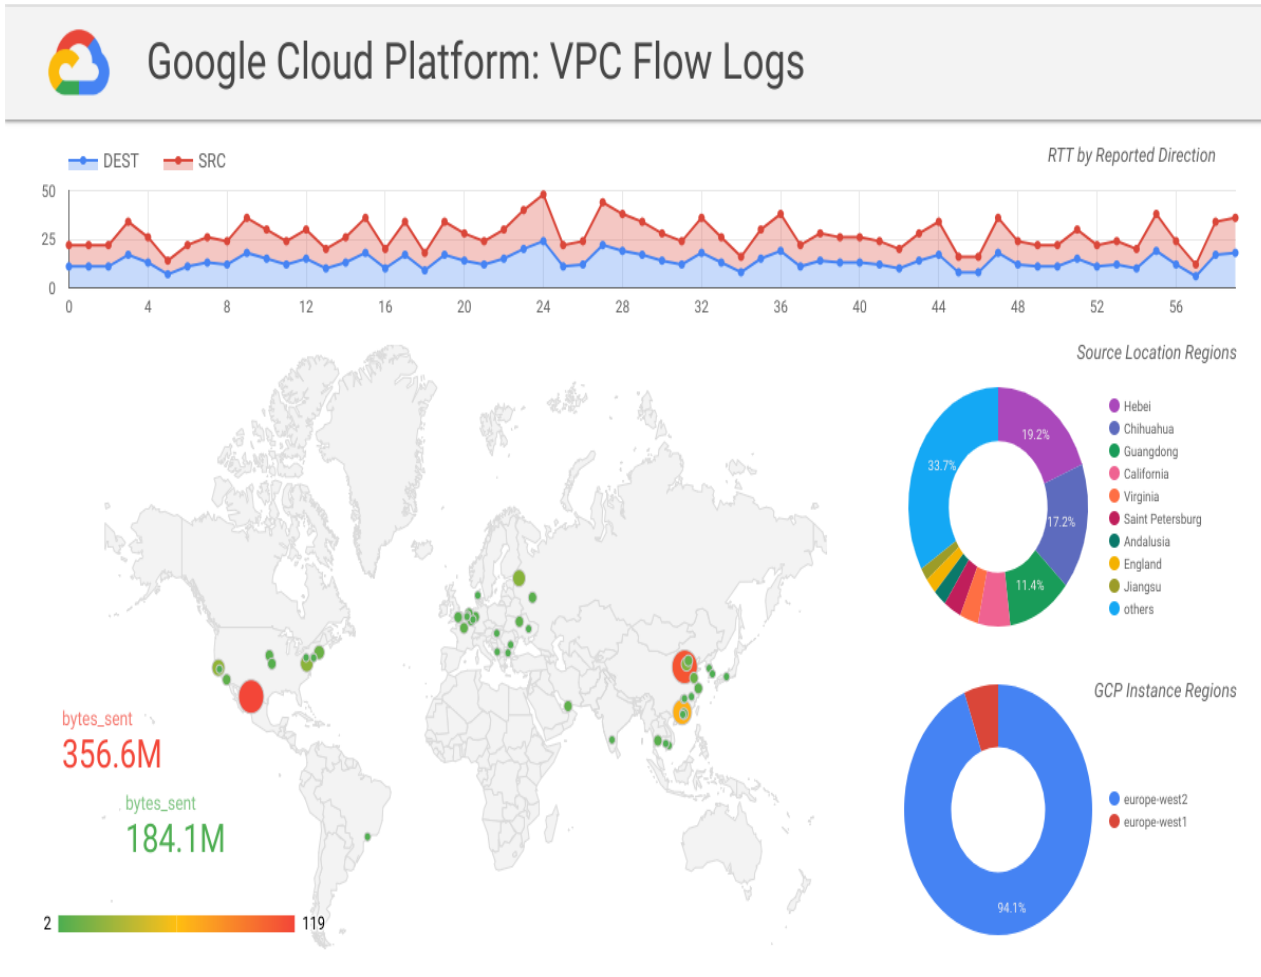 Google Cloud Platform: VPC Flow Logs
DEST SRC
RTT by Reported Direction
50
25
0
0 4 8 12 16 20 24 28 32 36 40 44 48 52 56
Source Location Regions
19.2%
33.7%
17.2%
11.4%
Hebei
Chihuahua
Guangdong
California
Virginia
Saint Petersburg
Andalusia
England
Jiangsu
others
bytes_sent
356.6M
bytes_sent
184.1M
2 119
GCP Instance Regions
europe-west2
europe-west1
94.1%